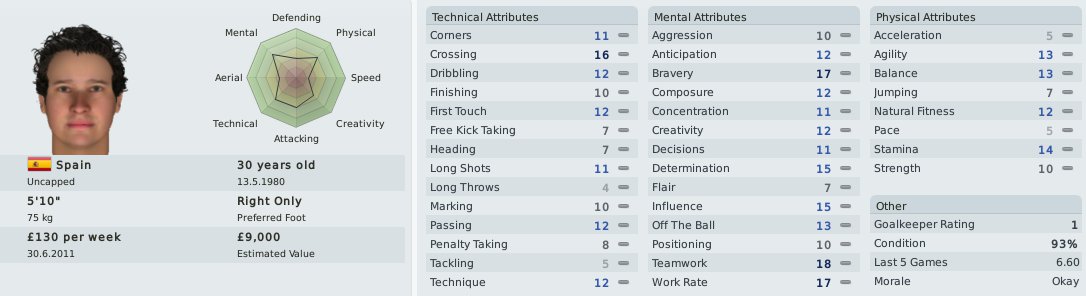 Defending
Mental
Physical
Aerial
Speed
Technical
Creativity
Attacking
Spain
30 years old
Uncapped
13.5.1980
5'10"
Right Only
75 kg
Preferred Foot
£130 per week
£9,000
30.6.2011
Estimated Value
Technical Attributes
Corners 11
Crossing 16
Dribbling 12
Finishing 10
First Touch 12
Free Kick Taking 7
Heading 7
Long Shots 11
Long Throws 4
Marking 10
Passing 12
Penalty Taking 8
Tackling 5
Technique 12
Mental Attributes
Aggression 10
Anticipation 12
Bravery 17
Composure 12
Concentration 11
Creativity 12
Decisions 11
Determination 15
Flair 7
Influence 15
Off The Ball 13
Positioning 10
Teamwork 18
Work Rate 17
Physical Attributes
Acceleration 5
Agility 13
Balance 13
Jumping 7
Natural Fitness 12
Pace 5
Stamina 14
Strength 10
Other
Goalkeeper Rating 1
Condition 93%
Last 5 Games 6.60
Morale Okay